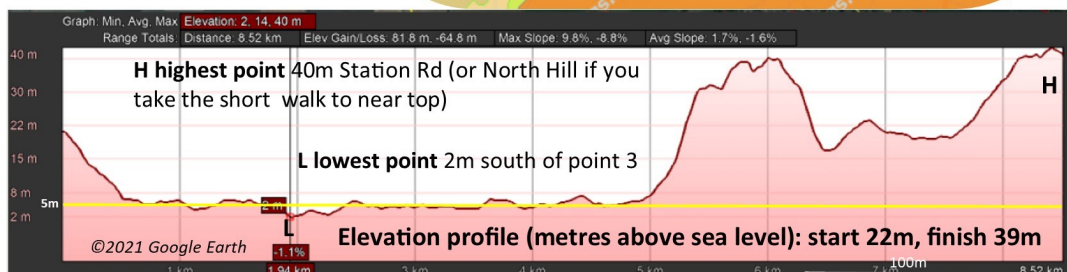 Graph: Min, Avg, Max Elevation: 2, 14, 40 m
Range Totals: Distance: 8.52 km Elev Gain/Loss: 81.8 m, -64.8 m Max Slope: 9.8%, -8.8% Avg Slope: 1.7%, -1.6%
40 m
H highest point 40m Station Rd (or North Hill if you
take the short walk to near top)
H
30 m
22 m
15 m
L lowest point 2m south of point 3
8 m
5m
2 m
2 m
L
©2021 Google Earth
Elevation profile (metres above sea level): start 22m, finish 39m
-1.1%
100m
1 km
1.94 km
3 km
4 km
5 km
6 km
7 km
8.52 km